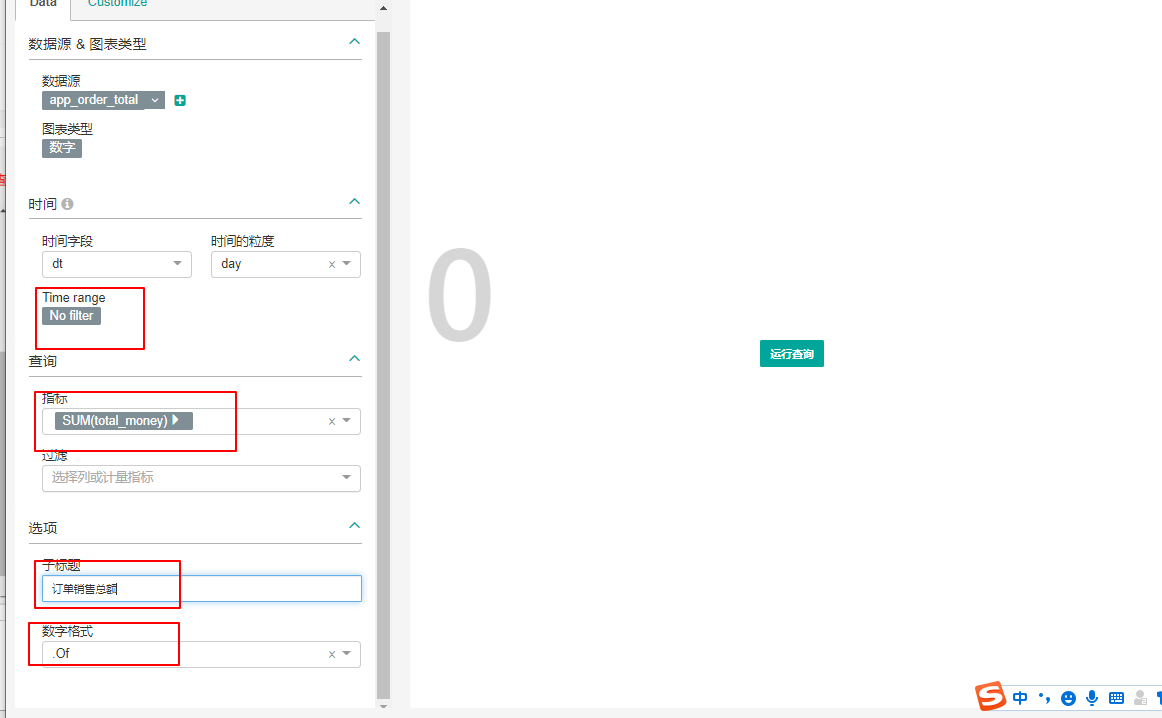 Data
Customize
数据源 & 图表类型
数据源
app_order_total
图表类型
数字
时间
时间字段
时间的粒度
dt
day
Time range
No filter
查询
指标
SUM(total_money)
过滤
选择列或计量指标
选项
子标题
订单销售总额
数字格式
.Of
0
运行查询
中